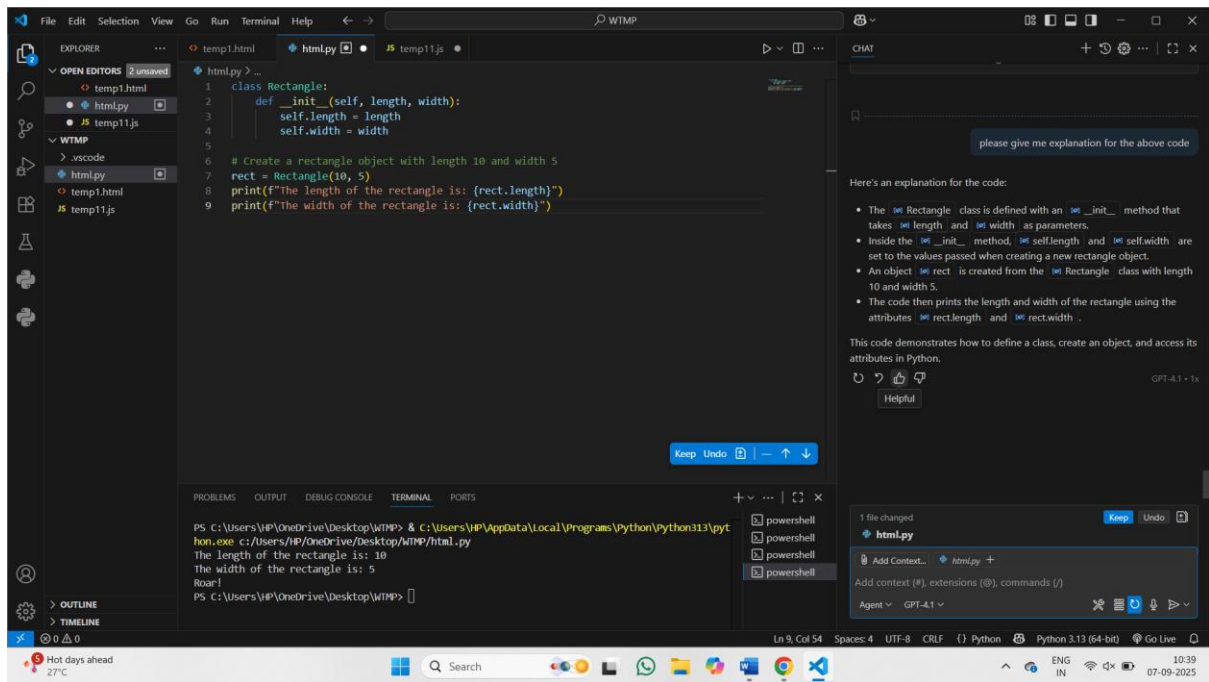 File Edit Selection View Go Run Terminal Help
WTMP
EXPLORER
OPEN EDITORS 2 unsaved
temp1.html
html.py
JS temp11.js
WTMP
.vscode
html.py
temp1.html
JS temp11.js
OUTLINE
TIMELINE
temp1.html html.py JS temp11.js
html.py > ...
1 class Rectangle:
2 def __init__(self, length, width):
3 self.length = length
4 self.width = width
5
6 # Create a rectangle object with length 10 and width 5
7 rect = Rectangle(10, 5)
8 print(f"The length of the rectangle is: {rect.length}")
9 print(f"The width of the rectangle is: {rect.width}")
Keep Undo
PROBLEMS OUTPUT DEBUG CONSOLE TERMINAL PORTS
PS C:\Users\HP\OneDrive\Desktop\WTMP> & C:\Users\HP\AppData\Local\Programs\Python\Python313\pyt
hon.exe c:/Users/HP/OneDrive/Desktop/WTMP/html.py
The length of the rectangle is: 10
The width of the rectangle is: 5
Roar!
PS C:\Users\HP\OneDrive\Desktop\WTMP>
powershell
powershell
powershell
powershell
CHAT
please give me explanation for the above code
Here's an explanation for the code:
• The Rectangle class is defined with an __init__ method that
takes length and width as parameters.
• Inside the __init__ method, self.length and self.width are
set to the values passed when creating a new rectangle object.
• An object rect is created from the Rectangle class with length
10 and width 5.
• The code then prints the length and width of the rectangle using the
attributes rect.length and rect.width .
This code demonstrates how to define a class, create an object, and access its
attributes in Python.
GPT-4.1 • 1x
Helpful
1 file changed Keep Undo
html.py
Add Context... html.py +
Add context (#), extensions (@), commands (/)
Agent GPT-4.1
0 0 Ln 9, Col 54 Spaces: 4 UTF-8 CRLF {} Python Python 3.13 (64-bit) Go Live
5 Hot days ahead
27°C
Search
ENG
IN
10:39
07-09-2025